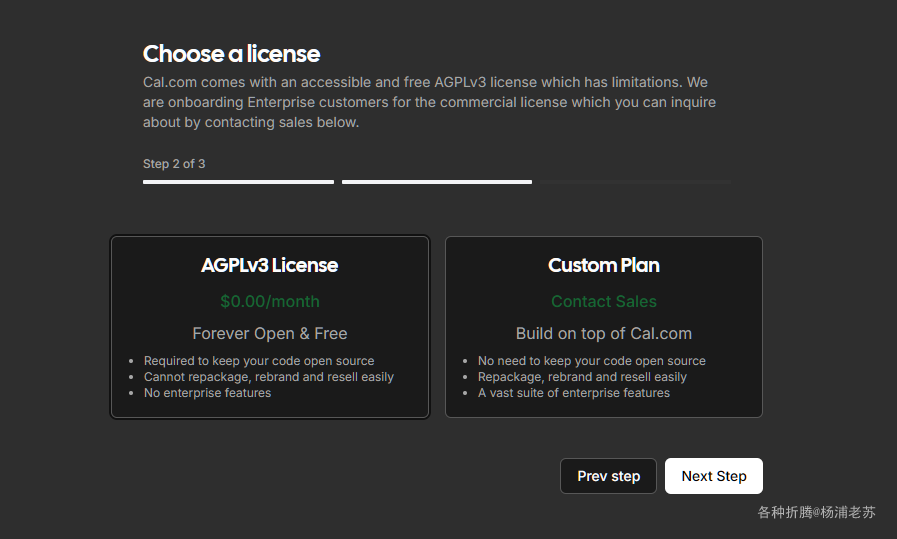 Choose a license
Cal.com comes with an accessible and free AGPLv3 license which has limitations. We
are onboarding Enterprise customers for the commercial license which you can inquire
about by contacting sales below.
Step 2 of 3
AGPLv3 License
$0.00/month
Forever Open & Free
Required to keep your code open source
Cannot repackage, rebrand and resell easily
No enterprise features
Custom Plan
Contact Sales
Build on top of Cal.com
No need to keep your code open source
Repackage, rebrand and resell easily
A vast suite of enterprise features
Prev step
Next Step
各种折腾@杨浦老苏